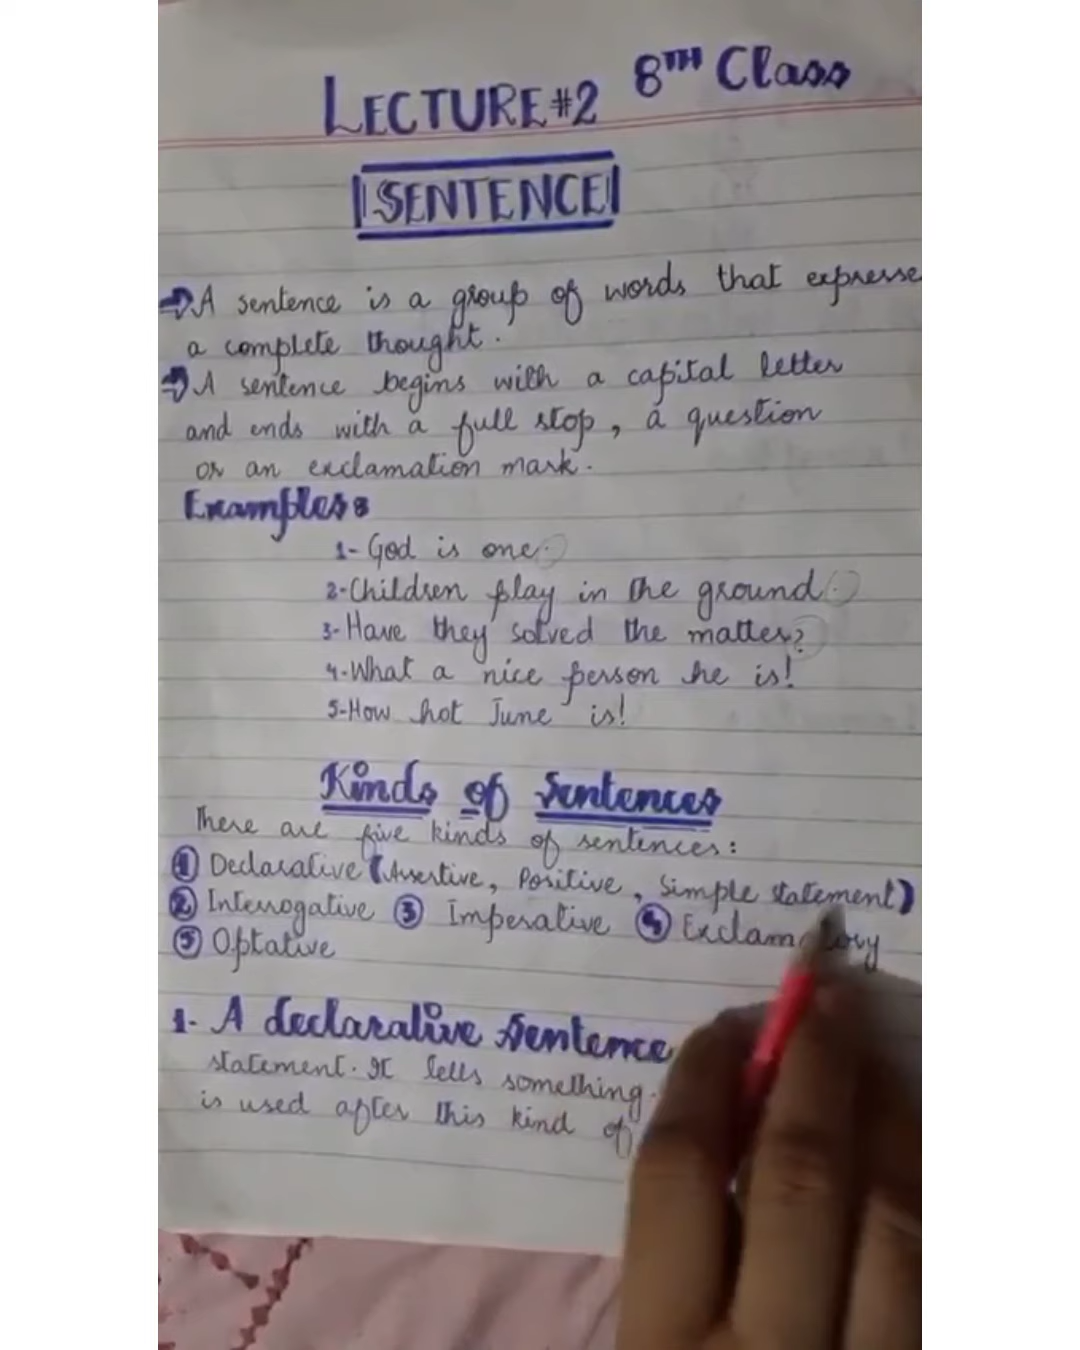 LECTURE#2 8TH Class
SENTENCE
A sentence is a group of words that expresse
a complete thought.
A sentence begins with a capital letter
and ends with a full stop, a question
or an exclamation mark.
Examples:
1- God is one.
2- Children play in the ground.
3- Have they solved the matter?
4- What a nice person he is!
5- How hot June is!
Kinds of Sentences
There are five kinds of sentences:
① Declarative (Assertive, Positive, Simple statement)
② Interrogative ③ Imperative ④ Exclamatory
⑤ Optative
1- A declarative Sentence
statement. It tells something.
is used after this kind of